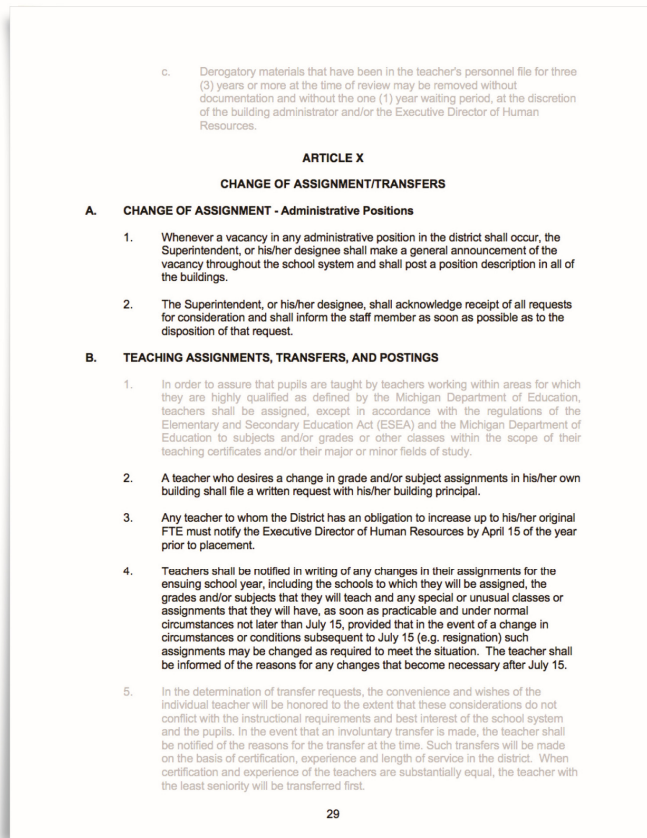 c. Derogatory materials that have been in the teacher's personnel file for three
(3) years or more at the time of review may be removed without
documentation and without the one (1) year waiting period, at the discretion
of the building administrator and/or the Executive Director of Human
Resources.
ARTICLE X
CHANGE OF ASSIGNMENT/TRANSFERS
A. CHANGE OF ASSIGNMENT - Administrative Positions
1. Whenever a vacancy in any administrative position in the district shall occur, the
Superintendent, or his/her designee shall make a general announcement of the
vacancy throughout the school system and shall post a position description in all of
the buildings.
2. The Superintendent, or his/her designee, shall acknowledge receipt of all requests
for consideration and shall inform the staff member as soon as possible as to the
disposition of that request.
B. TEACHING ASSIGNMENTS, TRANSFERS, AND POSTINGS
1. In order to assure that pupils are taught by teachers working within areas for which
they are highly qualified as defined by the Michigan Department of Education,
teachers shall be assigned, except in accordance with the regulations of the
Elementary and Secondary Education Act (ESEA) and the Michigan Department of
Education to subjects and/or grades or other classes within the scope of their
teaching certificates and/or their major or minor fields of study.
2. A teacher who desires a change in grade and/or subject assignments in his/her own
building shall file a written request with his/her building principal.
3. Any teacher to whom the District has an obligation to increase up to his/her original
FTE must notify the Executive Director of Human Resources by April 15 of the year
prior to placement.
4. Teachers shall be notified in writing of any changes in their assignments for the
ensuing school year, including the schools to which they will be assigned, the
grades and/or subjects that they will teach and any special or unusual classes or
assignments that they will have, as soon as practicable and under normal
circumstances not later than July 15, provided that in the event of a change in
circumstances or conditions subsequent to July 15 (e.g. resignation) such
assignments may be changed as required to meet the situation. The teacher shall
be informed of the reasons for any changes that become necessary after July 15.
5. In the determination of transfer requests, the convenience and wishes of the
individual teacher will be honored to the extent that these considerations do not
conflict with the instructional requirements and best interest of the school system
and the pupils. In the event that an involuntary transfer is made, the teacher shall
be notified of the reasons for the transfer at the time. Such transfers will be made
on the basis of certification, experience and length of service in the district. When
certification and experience of the teachers are substantially equal, the teacher with
the least seniority will be transferred first.
29